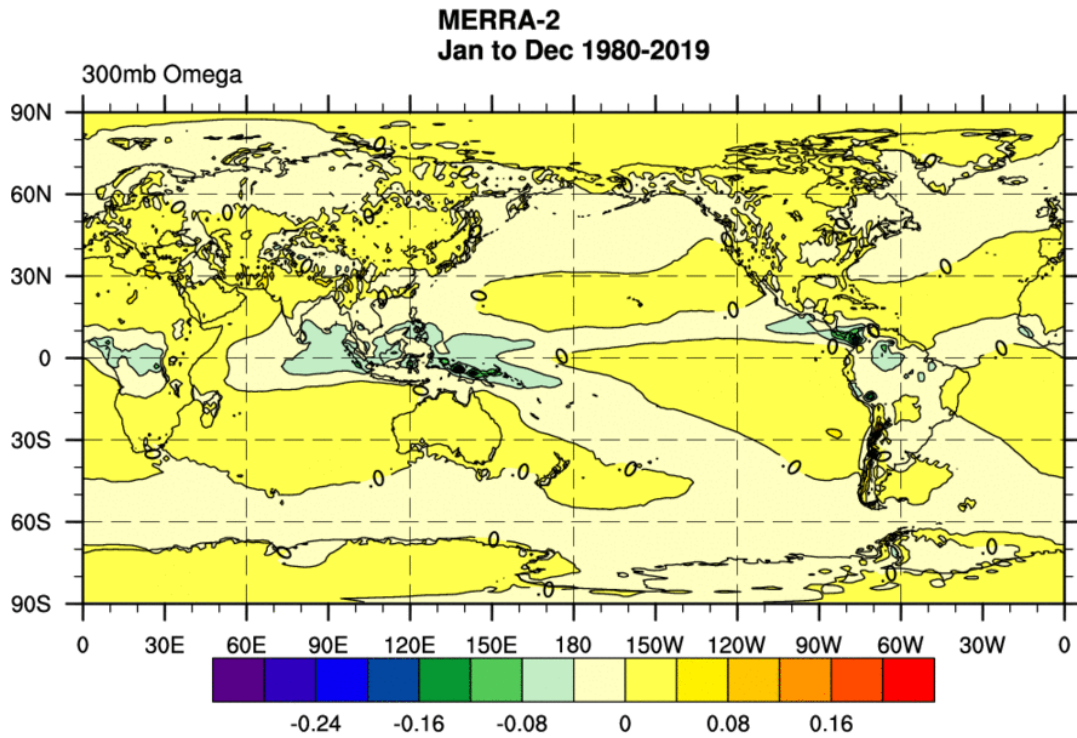 MERRA-2
Jan to Dec 1980-2019
300mb Omega
90N
60N
30N
0
30S
60S
90S
0 30E 60E 90E 120E 150E 180 150W 120W 90W 60W 30W 0
-0.24 -0.16 -0.08 0 0.08 0.16